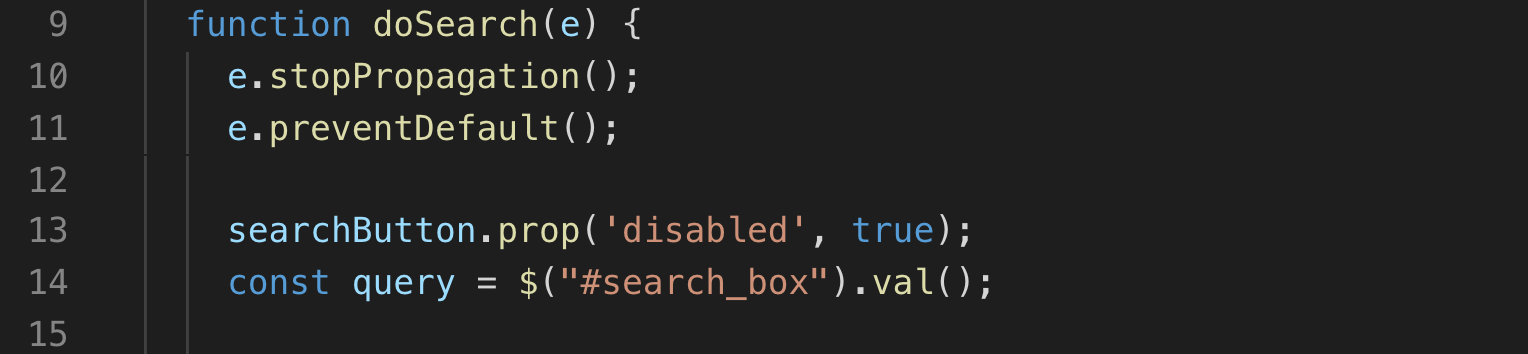 9 function doSearch(e) {
10 e.stopPropagation();
11 e.preventDefault();
12
13 searchButton.prop('disabled', true);
14 const query = $("#search_box").val();
15